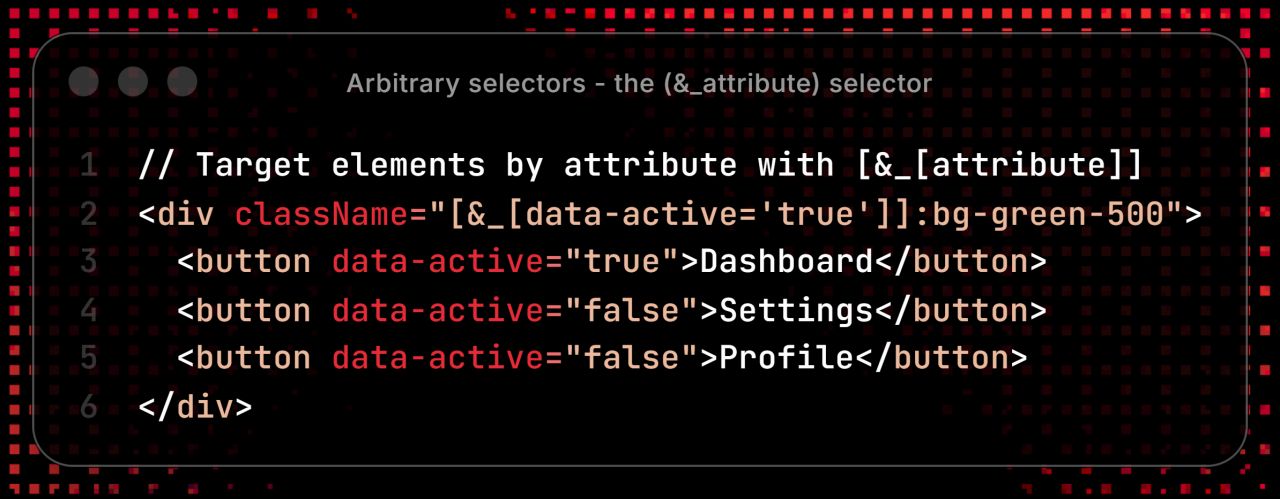 Arbitrary selectors - the (&_attribute) selector
1 // Target elements by attribute with [&_[attribute]]
2 <div className="[&_[data-active='true']]:bg-green-500">
3   <button data-active="true">Dashboard</button>
4   <button data-active="false">Settings</button>
5   <button data-active="false">Profile</button>
6 </div>